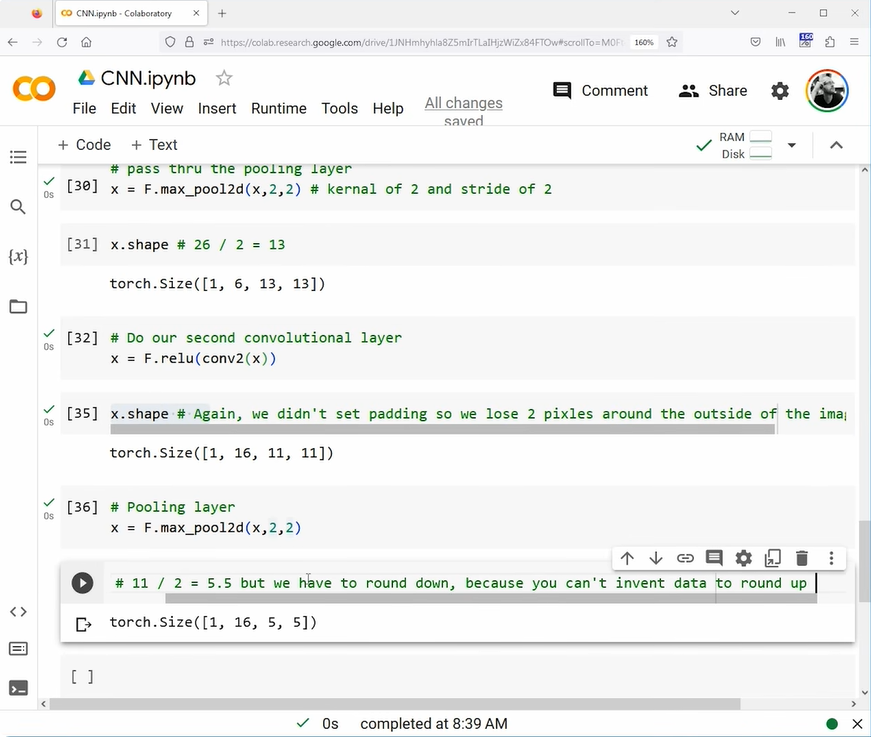 CNN.ipynb - Colaboratory
https://colab.research.google.com/drive/1JNHmhyhla8Z5mIrTLaIHjzWiZx84FTOw#scrollTo=M0F
160%
160
CNN.ipynb
Comment
Share
File Edit View Insert Runtime Tools Help
All changes saved
+ Code + Text
RAM
Disk
# pass thru the pooling layer
0s
[30] x = F.max_pool2d(x,2,2) # kernal of 2 and stride of 2
[31] x.shape # 26 / 2 = 13
torch.Size([1, 6, 13, 13])
0s
[32] # Do our second convolutional layer
x = F.relu(conv2(x))
0s
[35] x.shape # Again, we didn't set padding so we lose 2 pixles around the outside of the imag
torch.Size([1, 16, 11, 11])
0s
[36] # Pooling layer
x = F.max_pool2d(x,2,2)
# 11 / 2 = 5.5 but we have to round down, because you can't invent data to round up
torch.Size([1, 16, 5, 5])
[ ]
{x}
<>
0s completed at 8:39 AM